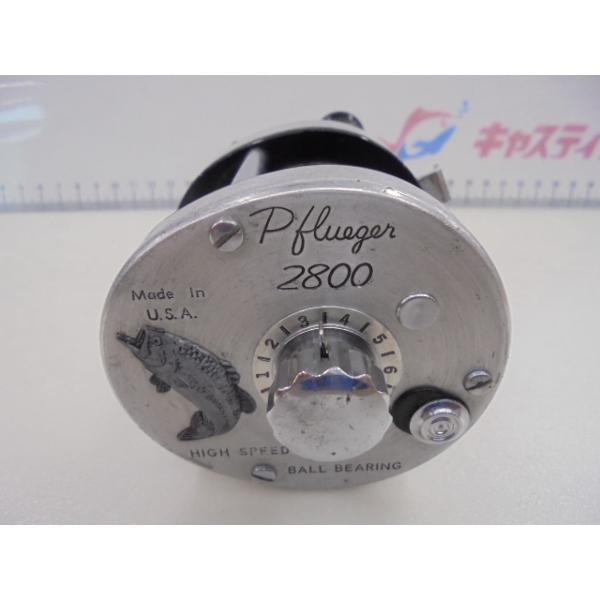 キャスティ
Pflueger
2800
Made In
U.S.A.
1 2 3 4 5 6
HIGH SPEED
BALL BEARING